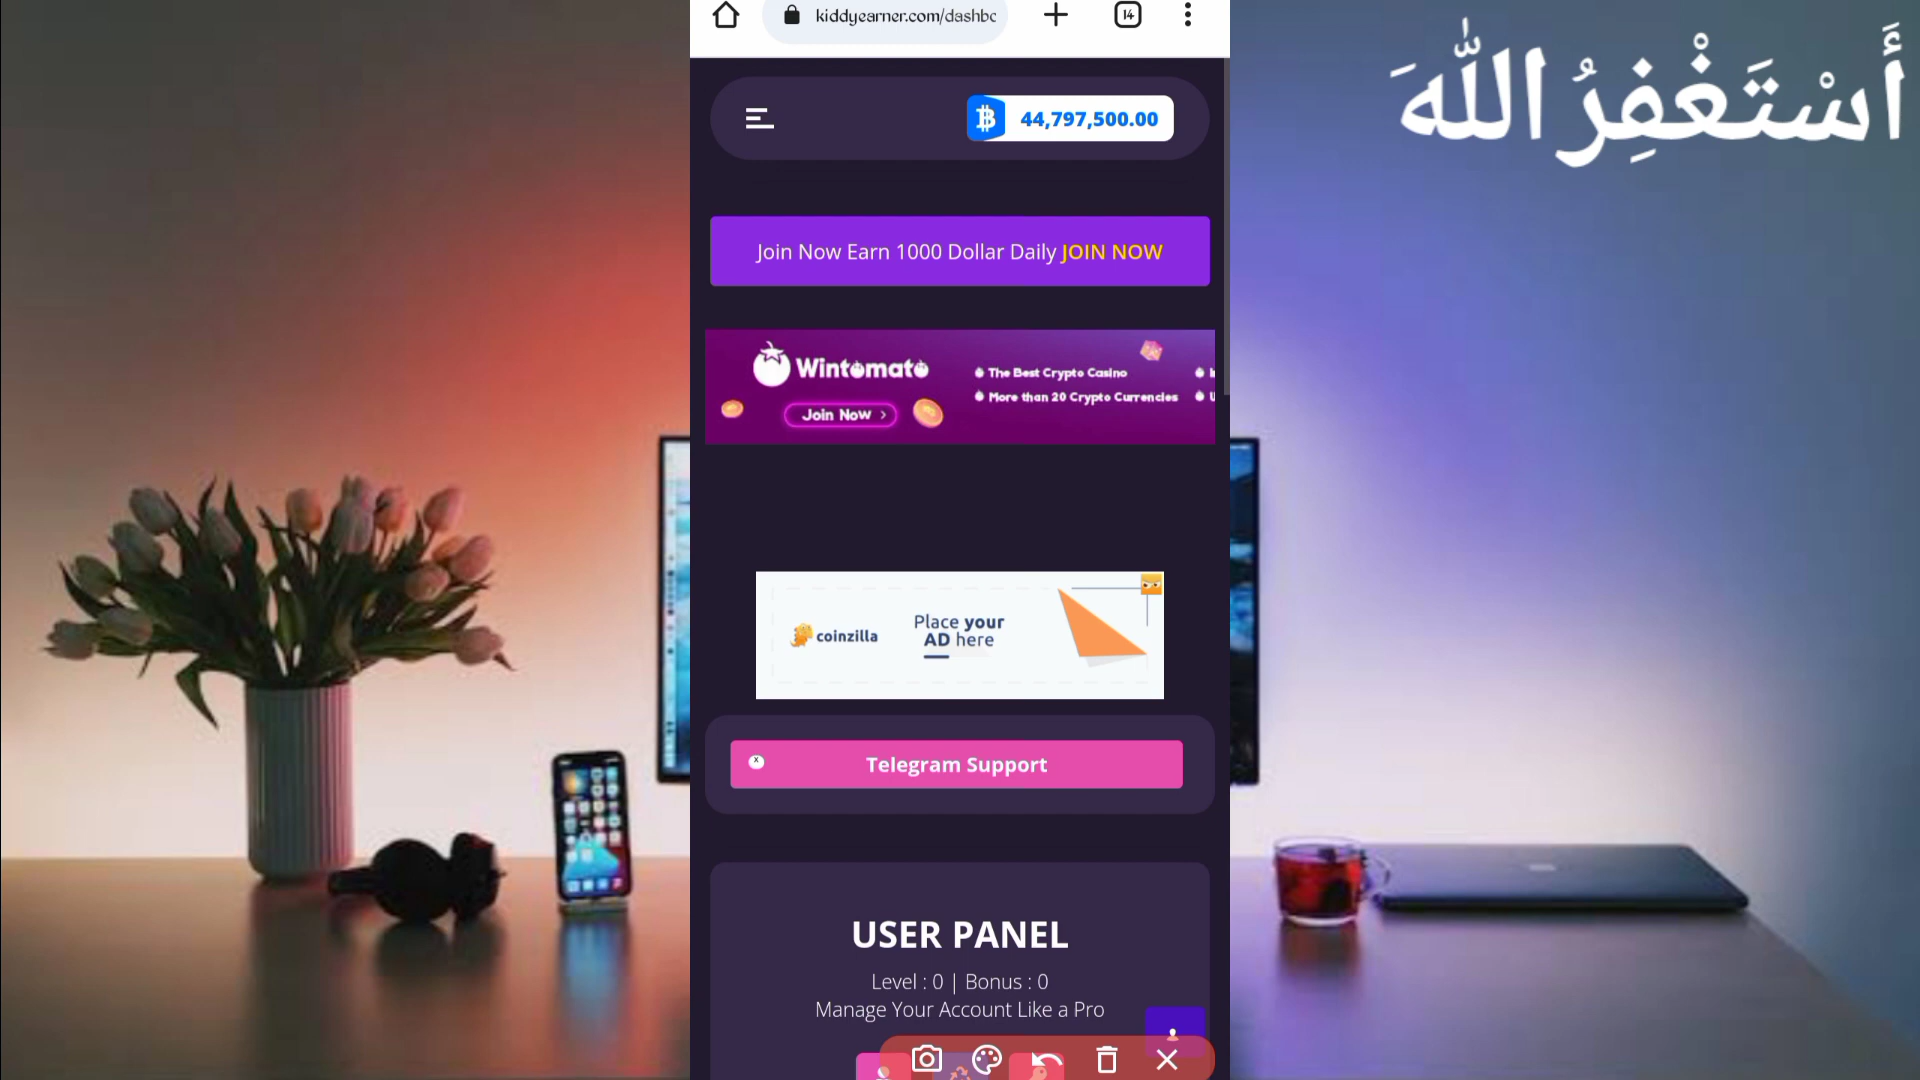 kiddyearner.com/dashbc
14
أَسْتَغْفِرُ اللّٰهَ
44,797,500.00
Join Now Earn 1000 Dollar Daily JOIN NOW
Wintomato
The Best Crypto Casino
More than 20 Crypto Currencies
Join Now
coinzilla
Place your
AD here
Telegram Support
USER PANEL
Level : 0 | Bonus : 0
Manage Your Account Like a Pro